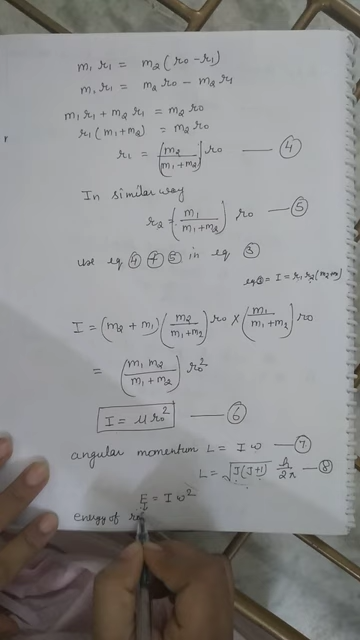 m₁ r₁ = m₂ (r₀ - r₁)
m₁ r₁ = m₂ r₀ - m₂ r₁
m₁ r₁ + m₂ r₁ = m₂ r₀
r₁ (m₁ + m₂) = m₂ r₀
r₁ = (m₂ / m₁+m₂) r₀ — ④
In similar way
r₂ = (m₁ / m₁+m₂) r₀ — ⑤
use eq ④ + ⑤ in eq ③
eq ③ = I = r₁ r₂ (m₂ m₁)
I = (m₂ + m₁) (m₂ / m₁+m₂) r₀ × (m₁ / m₁+m₂) r₀
= (m₁ m₂ / m₁ + m₂) r₀²
I = μ r₀² — ⑥
angular momentum L = I ω — ⑦
L = √J(J+1) h/2π — ⑧
= I ω²
energy of